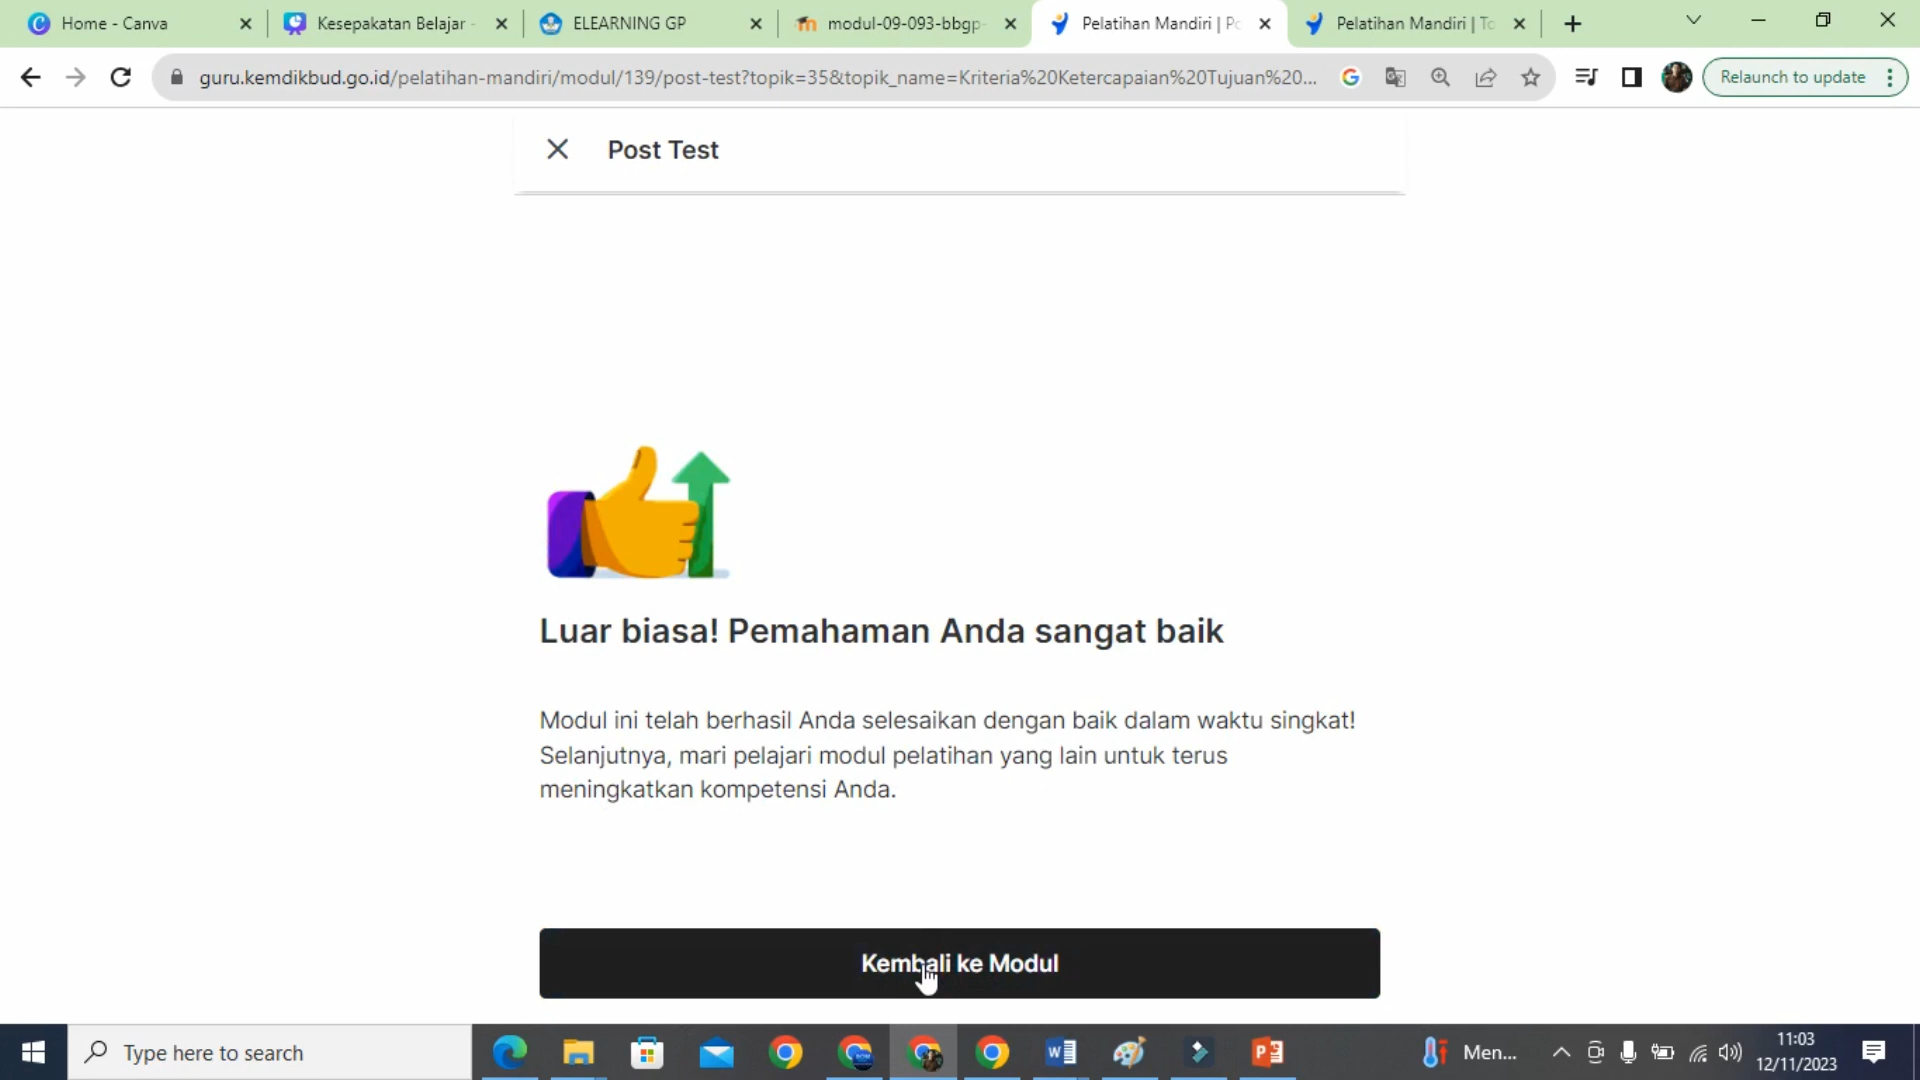 Home - Canva
Kesepakatan Belajar -
ELEARNING GP
modul-09-093-bbgp-
Pelatihan Mandiri | Po
Pelatihan Mandiri | To
guru.kemdikbud.go.id/pelatihan-mandiri/modul/139/post-test?topik=35&topik_name=Kriteria%20Ketercapaian%20Tujuan%20...
Relaunch to update
Post Test
Luar biasa! Pemahaman Anda sangat baik
Modul ini telah berhasil Anda selesaikan dengan baik dalam waktu singkat!
Selanjutnya, mari pelajari modul pelatihan yang lain untuk terus
meningkatkan kompetensi Anda.
Kembali ke Modul
Type here to search
Men...
11:03
12/11/2023